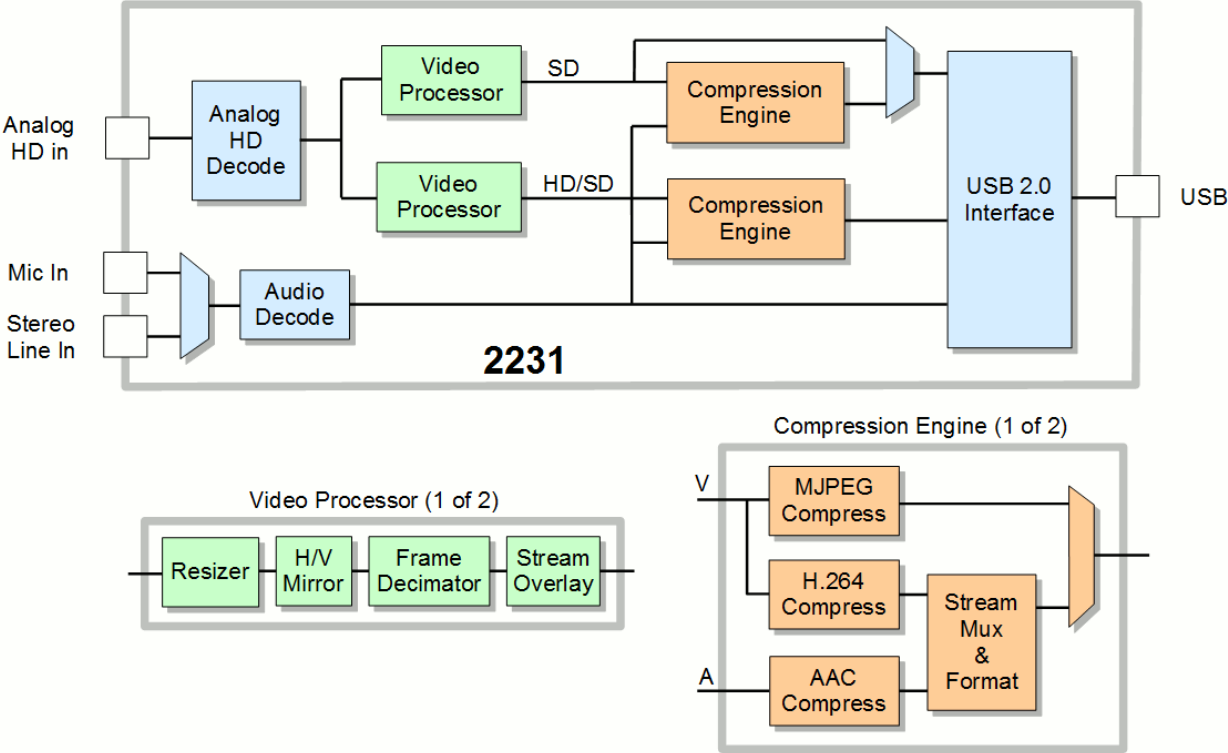 Analog
HD in
Mic In
Stereo
Line In
Analog
HD
Decode
Audio
Decode
Video
Processor
SD
Video
Processor
HD/SD
Compression
Engine
Compression
Engine
USB 2.0
Interface
USB
2231
Video Processor (1 of 2)
Resizer
H/V
Mirror
Frame
Decimator
Stream
Overlay
Compression Engine (1 of 2)
V
MJPEG
Compress
H.264
Compress
A
AAC
Compress
Stream
Mux
&
Format